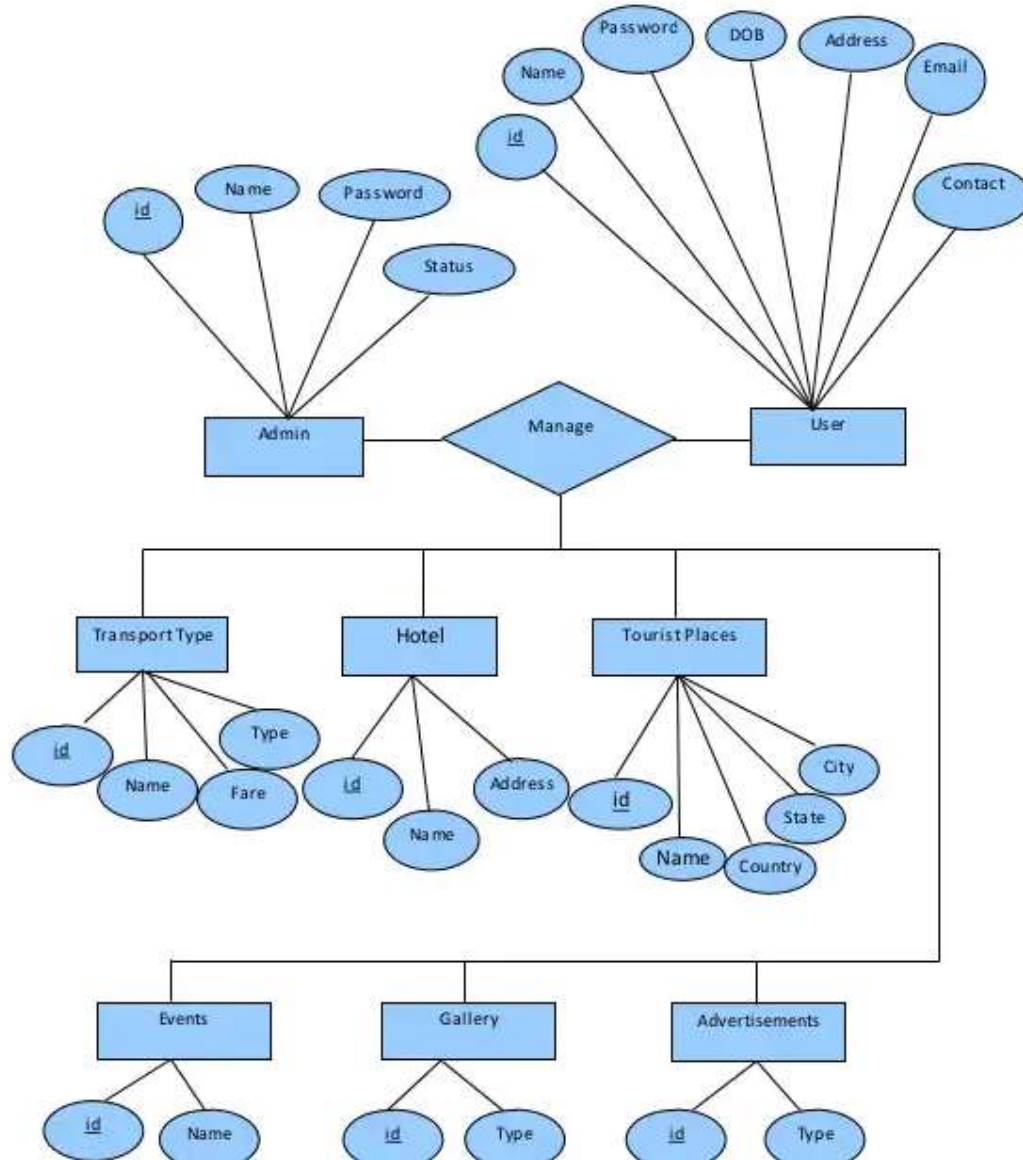 Password
DOB
Address
Email
Name
id
Contact
id
Name
Password
Status
Admin
Manage
User
Transport Type
Hotel
Tourist Places
id
Name
Fare
Type
id
Name
Address
id
Name
Country
State
City
Events
Gallery
Advertisements
id
Name
id
Type
id
Type